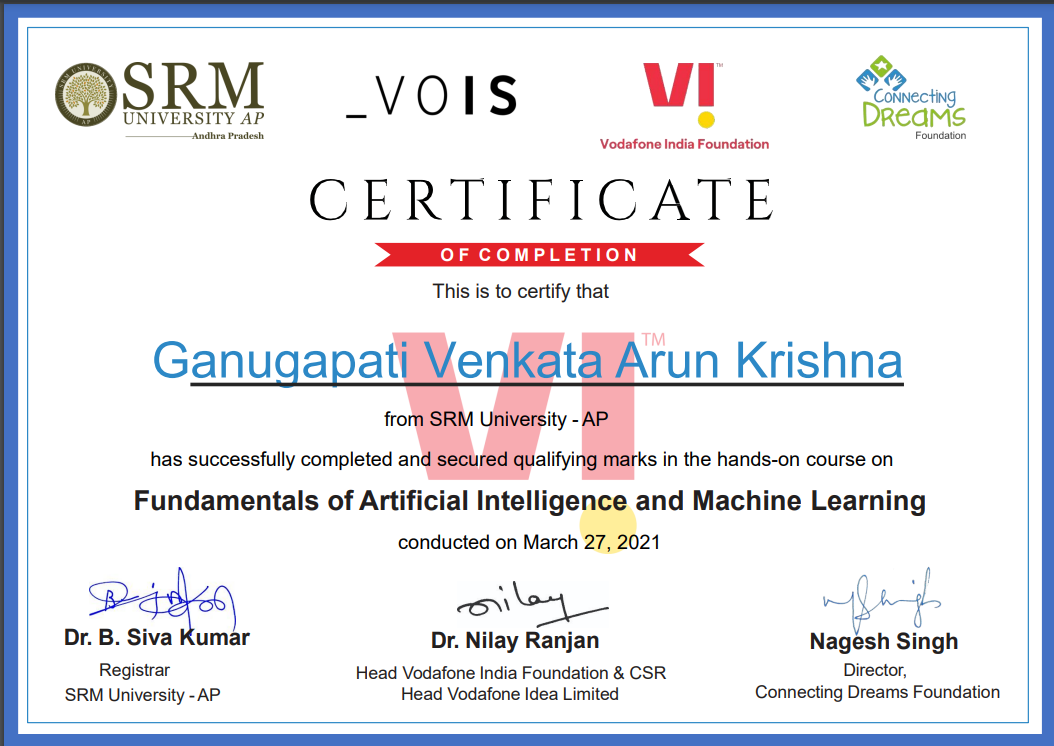 SRM
UNIVERSITY AP
Andhra Pradesh
SRM UNIVERSITY
AP
_VOIS
VI™
Vodafone India Foundation
Connecting
Dreams
Foundation
CERTIFICATE
OF COMPLETION
This is to certify that
VI™
Ganugapati Venkata Arun Krishna
from SRM University - AP
has successfully completed and secured qualifying marks in the hands-on course on
Fundamentals of Artificial Intelligence and Machine Learning
conducted on March 27, 2021
Dr. B. Siva Kumar
Registrar
SRM University - AP
nilay
Dr. Nilay Ranjan
Head Vodafone India Foundation & CSR
Head Vodafone Idea Limited
Nagesh Singh
Director,
Connecting Dreams Foundation